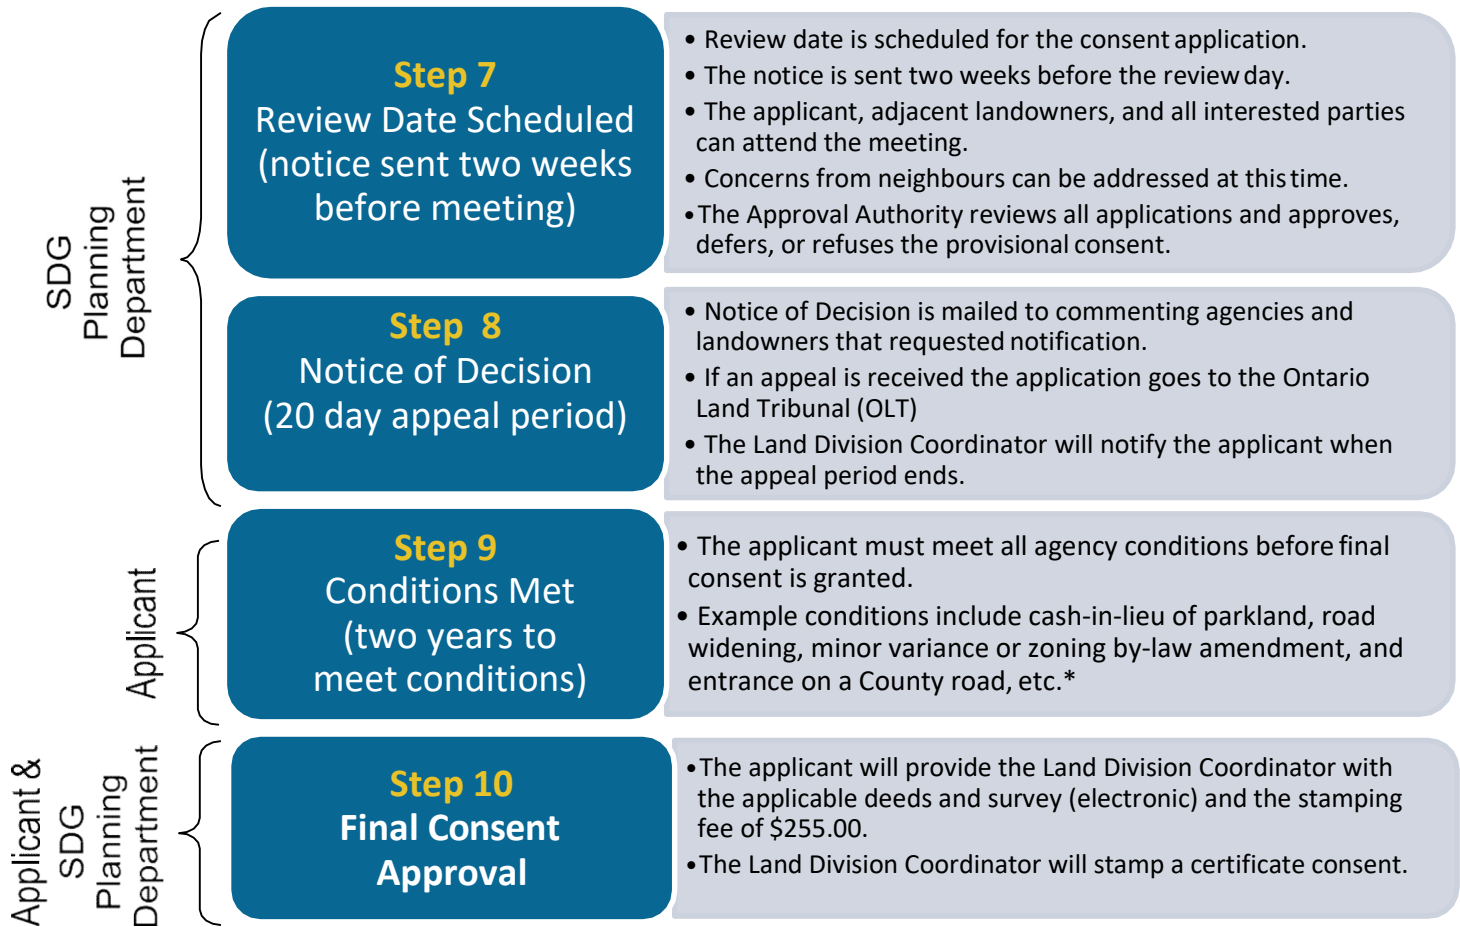 SDG
Planning
Department
Step 7
Review Date Scheduled
(notice sent two weeks
before meeting)
• Review date is scheduled for the consent application.
• The notice is sent two weeks before the review day.
• The applicant, adjacent landowners, and all interested parties
can attend the meeting.
• Concerns from neighbours can be addressed at this time.
•The Approval Authority reviews all applications and approves,
defers, or refuses the provisional consent.
Step 8
Notice of Decision
(20 day appeal period)
• Notice of Decision is mailed to commenting agencies and
landowners that requested notification.
• If an appeal is received the application goes to the Ontario
Land Tribunal (OLT)
• The Land Division Coordinator will notify the applicant when
the appeal period ends.
Applicant
Step 9
Conditions Met
(two years to
meet conditions)
• The applicant must meet all agency conditions before final
consent is granted.
• Example conditions include cash-in-lieu of parkland, road
widening, minor variance or zoning by-law amendment, and
entrance on a County road, etc.*
Applicant &
SDG
Planning
Department
Step 10
Final Consent
Approval
•The applicant will provide the Land Division Coordinator with
the applicable deeds and survey (electronic) and the stamping
fee of $255.00.
•The Land Division Coordinator will stamp a certificate consent.